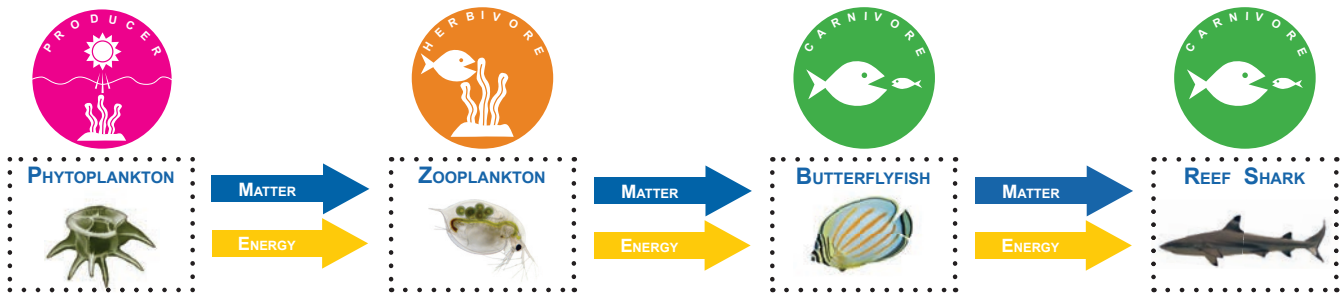 PRODUCER
HERBIVORE
CARNIVORE
CARNIVORE
PHYTOPLANKTON
MATTER
ENERGY
ZOOPLANKTON
MATTER
ENERGY
BUTTERFLYFISH
MATTER
ENERGY
REEF SHARK